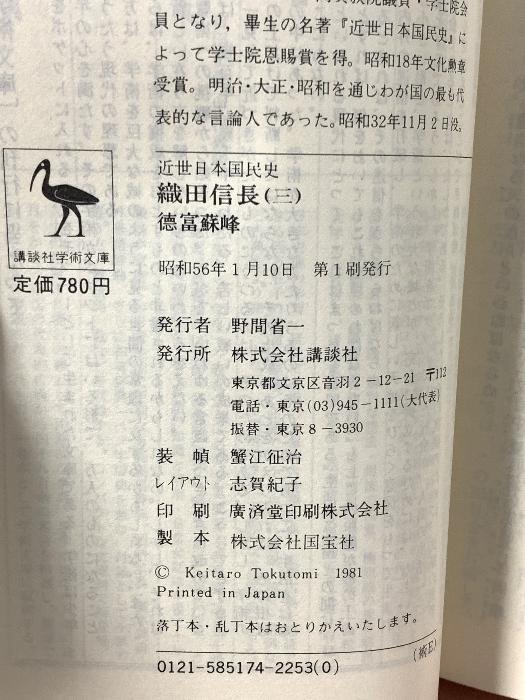 員となり，畢生の名著『近世日本国民史』に
よって学士院恩賜賞を得。昭和18年文化勲章
受賞。明治・大正・昭和を通じわが国の最も代
表的な言論人であった。昭和32年11月2日没。
講談社学術文庫
定価780円
近世日本国民史
織田信長(三)
德富蘇峰
昭和56年1月10日 第1刷発行
発行者 野間省一
発行所 株式会社講談社
東京都文京区音羽2-12-21 〒112
電話・東京(03)945-1111(大代表)
振替・東京8-3930
装幀 蟹江征治
レイアウト 志賀紀子
印刷 廣済堂印刷株式会社
製本 株式会社国宝社
© Keitaro Tokutomi 1981
Printed in Japan
落丁本・乱丁本はおとりかえいたします。
(術E)
0121-585174-2253(0)